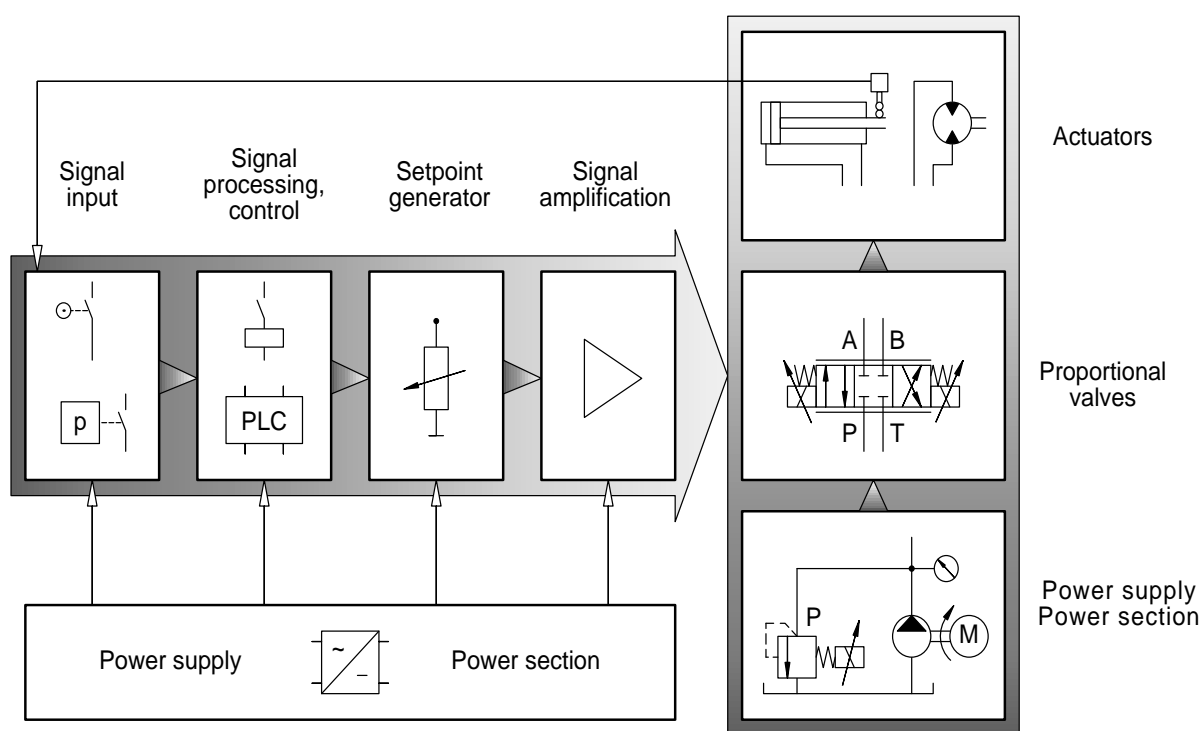 Actuators
Signal
input
Signal
processing,
control
Setpoint
generator
Signal
amplification
p
PLC
A B
P T
Proportional
valves
Power supply
~
–
Power section
P
M
Power supply
Power section